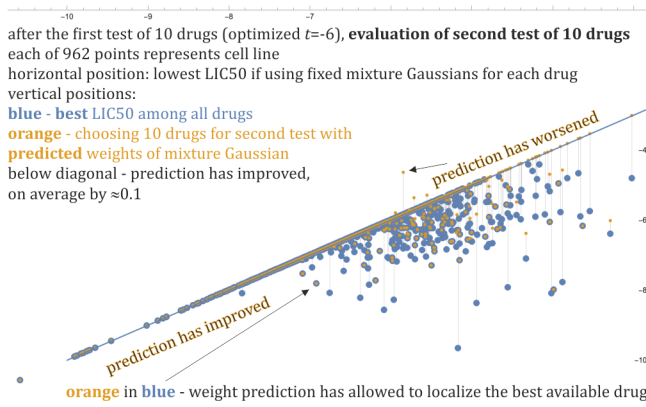 -10 -9 -8 -7
after the first test of 10 drugs (optimized t=-6), evaluation of second test of 10 drugs
each of 962 points represents cell line
horizontal position: lowest LIC50 if using fixed mixture Gaussians for each drug
vertical positions:
blue - best LIC50 among all drugs
orange - choosing 10 drugs for second test with
predicted weights of mixture Gaussian
below diagonal - prediction has improved,
on average by ≈0.1
prediction has worsened
-4
-6
-8
prediction has improved
-10
orange in blue - weight prediction has allowed to localize the best available drug